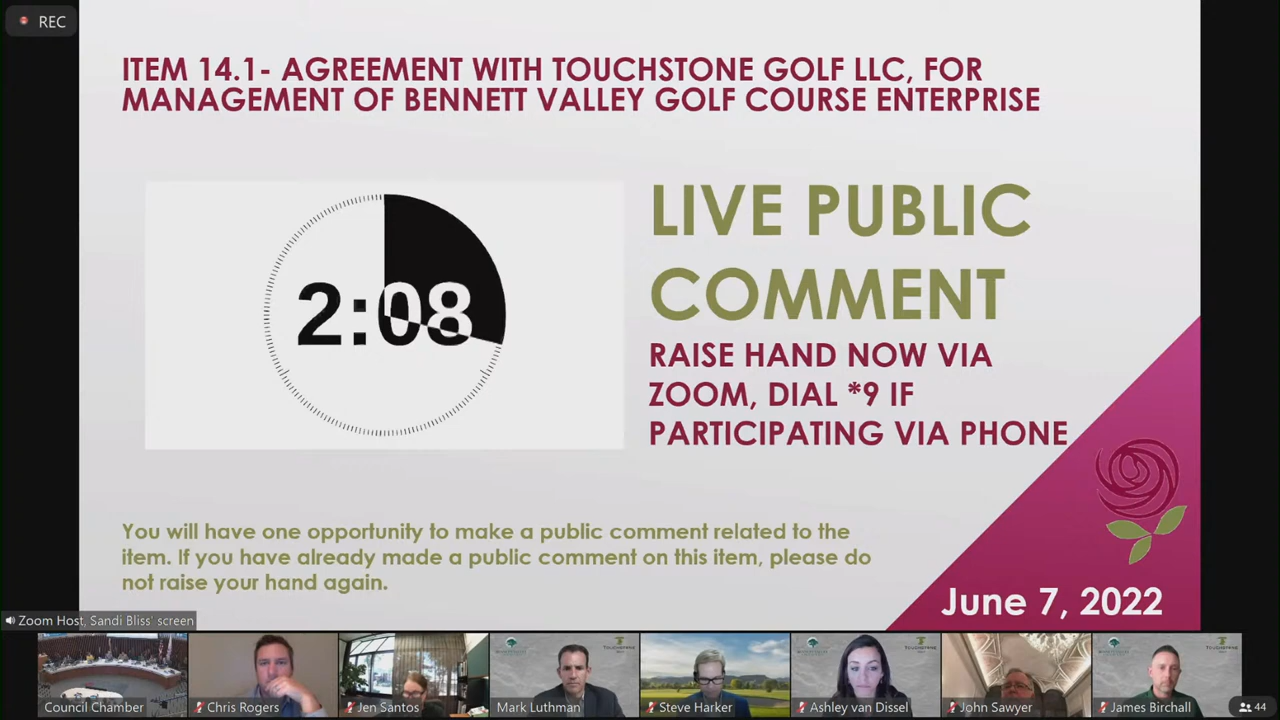 REC
ITEM 14.1- AGREEMENT WITH TOUCHSTONE GOLF LLC, FOR
MANAGEMENT OF BENNETT VALLEY GOLF COURSE ENTERPRISE
2:08
LIVE PUBLIC
COMMENT
RAISE HAND NOW VIA
ZOOM, DIAL *9 IF
PARTICIPATING VIA PHONE
You will have one opportunity to make a public comment related to the
item. If you have already made a public comment on this item, please do
not raise your hand again.
June 7, 2022
Zoom Host, Sandi Bliss' screen
Council Chamber
Chris Rogers
Jen Santos
Mark Luthman
Steve Harker
Ashley van Dissel
John Sawyer
James Birchall
44